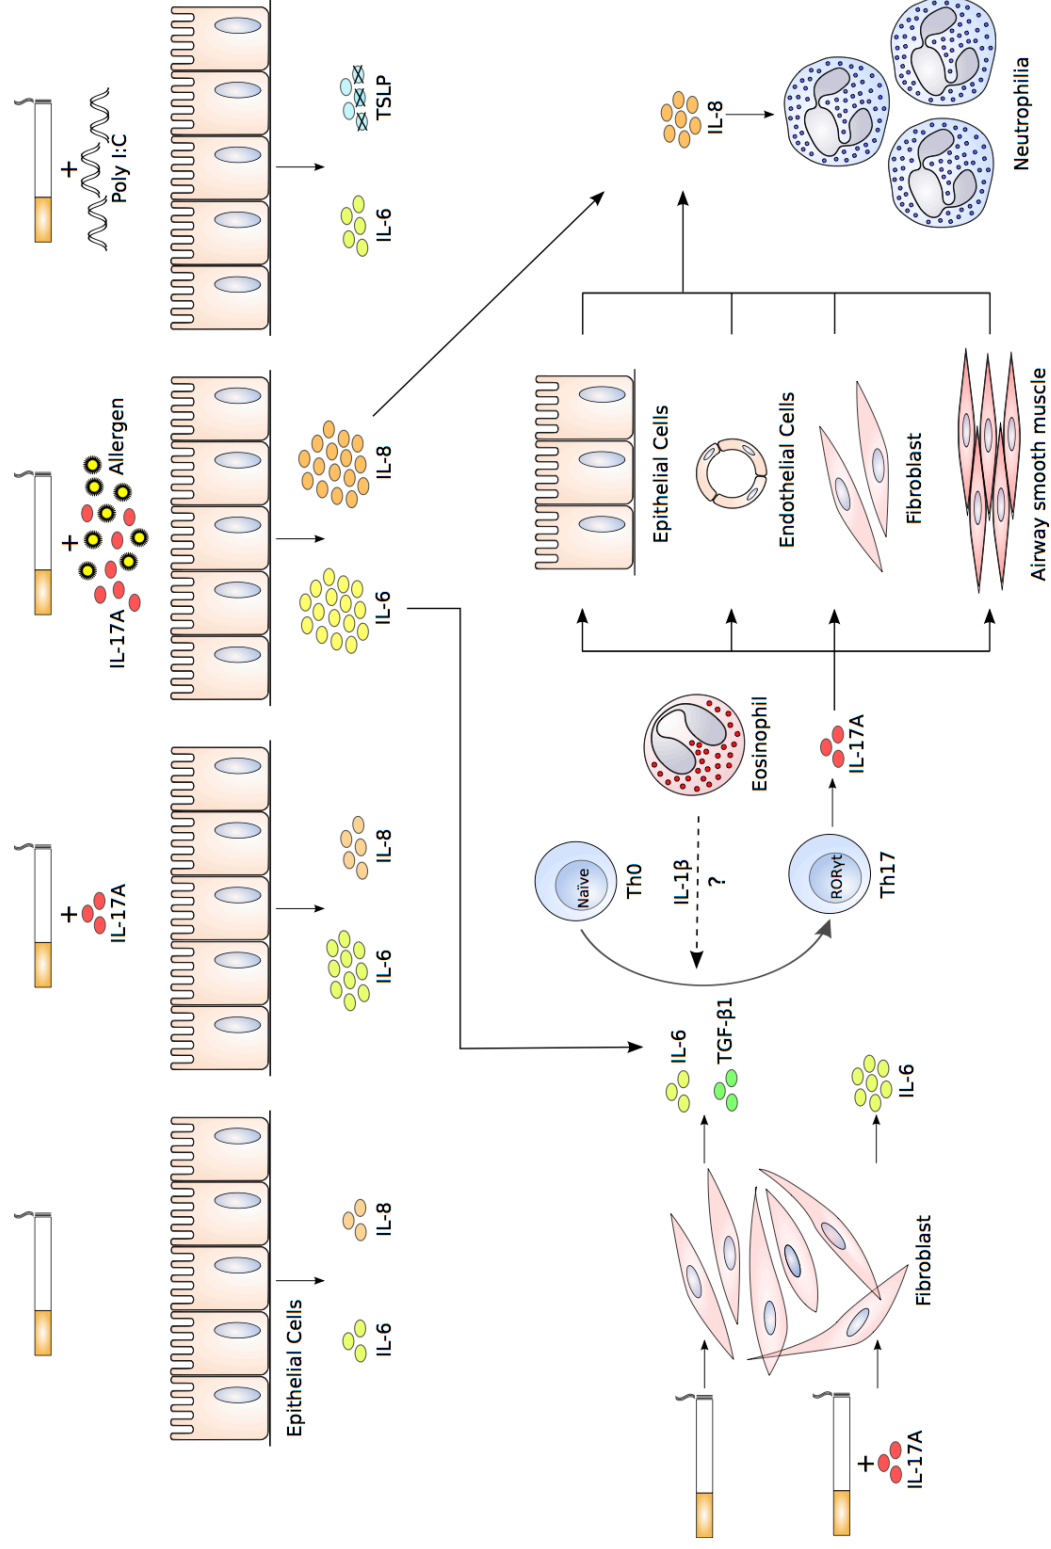 IL-17A
+
IL-17A
+
Allergen
+
Poly I:C
Epithelial Cells
IL-6
IL-8
IL-6
IL-8
IL-6
IL-8
IL-6
TSLP
+
IL-17A
Fibroblast
IL-6
TGF-β1
IL-6
Naïve
Th0
IL-1β
?
RORγt
Th17
Eosinophil
IL-17A
Epithelial Cells
Endothelial Cells
Fibroblast
Airway smooth muscle
IL-8
Neutrophilia